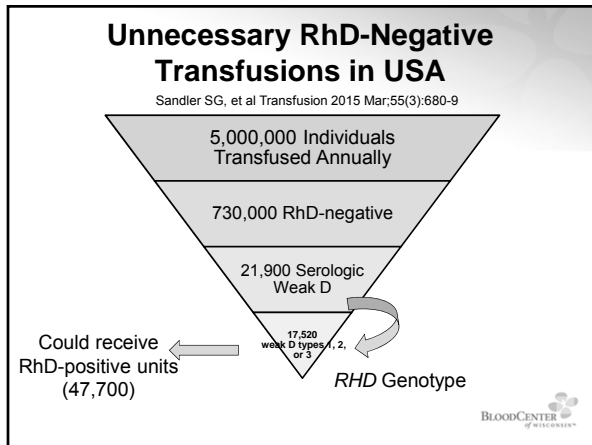 Unnecessary RhD-Negative
Transfusions in USA
Sandler SG, et al Transfusion 2015 Mar;55(3):680-9
5,000,000 Individuals
Transfused Annually
730,000 RhD-negative
21,900 Serologic
Weak D
17,520
weak D types 1, 2,
or 3
Could receive
RhD-positive units
(47,700)
RHD Genotype
BLOODCENTER
of WISCONSIN™